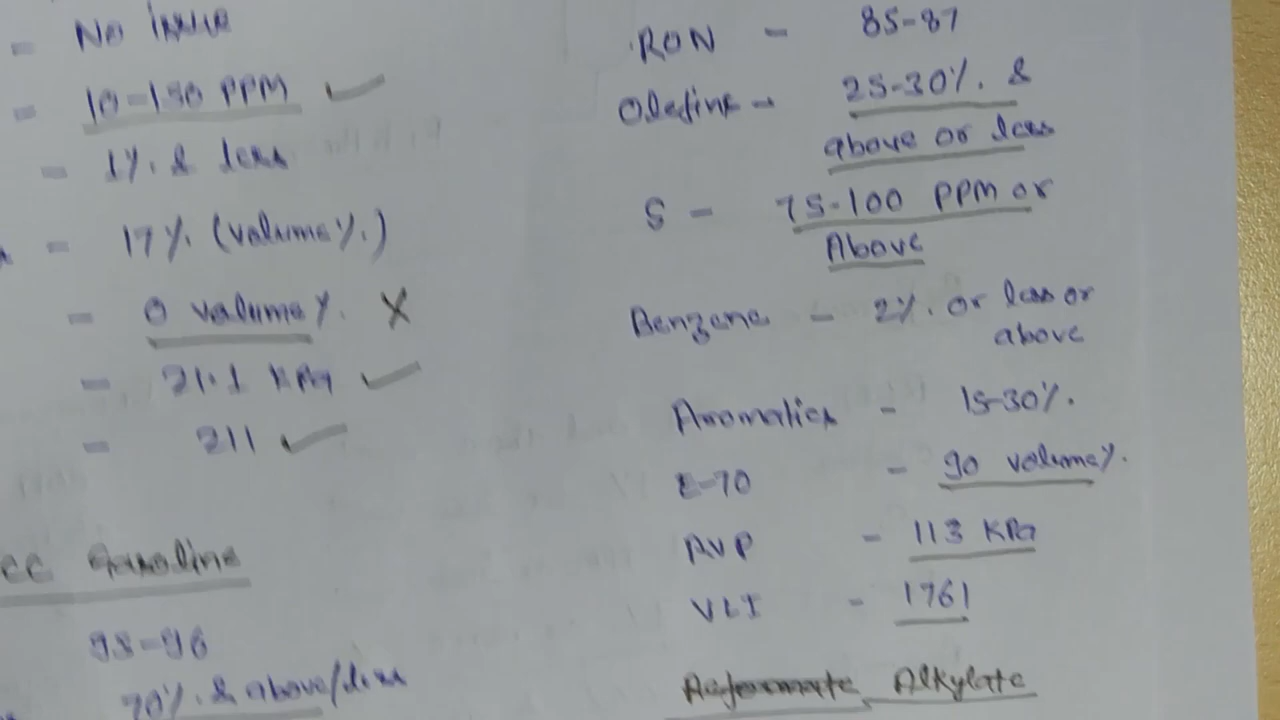 = No issue
= 10-150 PPM ✓
= 1% & less
= 17% (volume%.)
= 0 volume%. X
= 21.1 KPa ✓
= 211 ✓
cc Gasoline
95-96
& above/less
RON - 85-87
Olefins - 25-30%. &
above or less
S - 75-100 PPM or
Above
Benzene - 2%. or less or
above
Aromatics - 15-30%.
E-70 - 90 volume%.
RVP - 113 KPa
VLI - 1761
Reformate Alkylate